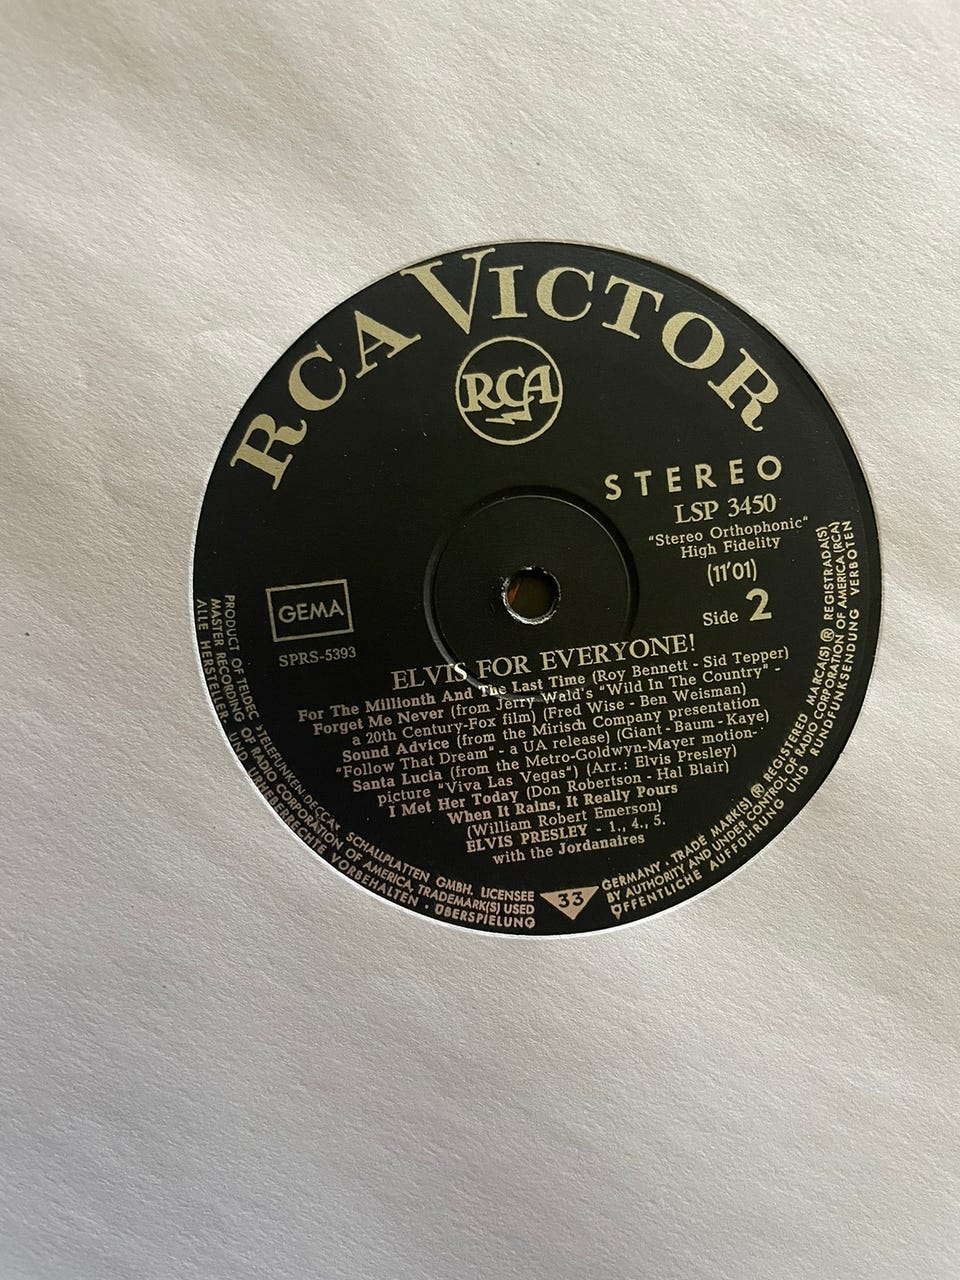 RCA VICTOR
RCA
STEREO
LSP 3450
"Stereo Orthophonic"
High Fidelity
(11'01)
Side 2
GEMA
SPRS-5393
ELVIS FOR EVERYONE!
For The Millionth And The Last Time (Roy Bennett - Sid Tepper)
Forget Me Never (from Jerry Wald's "Wild In The Country" -
a 20th Century-Fox film) (Fred Wise - Ben Weisman)
Sound Advice (from the Mirisch Company presentation
"Follow That Dream" - a UA release) (Giant - Baum - Kaye)
Santa Lucia (from the Metro-Goldwyn-Mayer motion-
picture "Viva Las Vegas") (Arr.: Elvis Presley)
I Met Her Today (Don Robertson - Hal Blair)
When It Rains, It Really Pours
(William Robert Emerson)
ELVIS PRESLEY - 1., 4., 5.
with the Jordanaires
33
PRODUCT OF TELDEC »TELEFUNKEN/DECCA« SCHALLPLATTEN GMBH. LICENSEE GERMANY · TRADE MARK(S) ® REGISTERED MARCA(S) ® REGISTRADA(S)
MASTER RECORDING OF RADIO CORPORATION OF AMERICA, TRADEMARK(S) USED BY AUTHORITY AND UNDER CONTROL OF RADIO CORPORATION OF AMERICA (RCA)
ALLE HERSTELLER- UND URHEBERRECHTE VORBEHALTEN · ÜBERSPIELUNG ÖFFENTLICHE AUFFÜHRUNG UND RUNDFUNKSENDUNG VERBOTEN